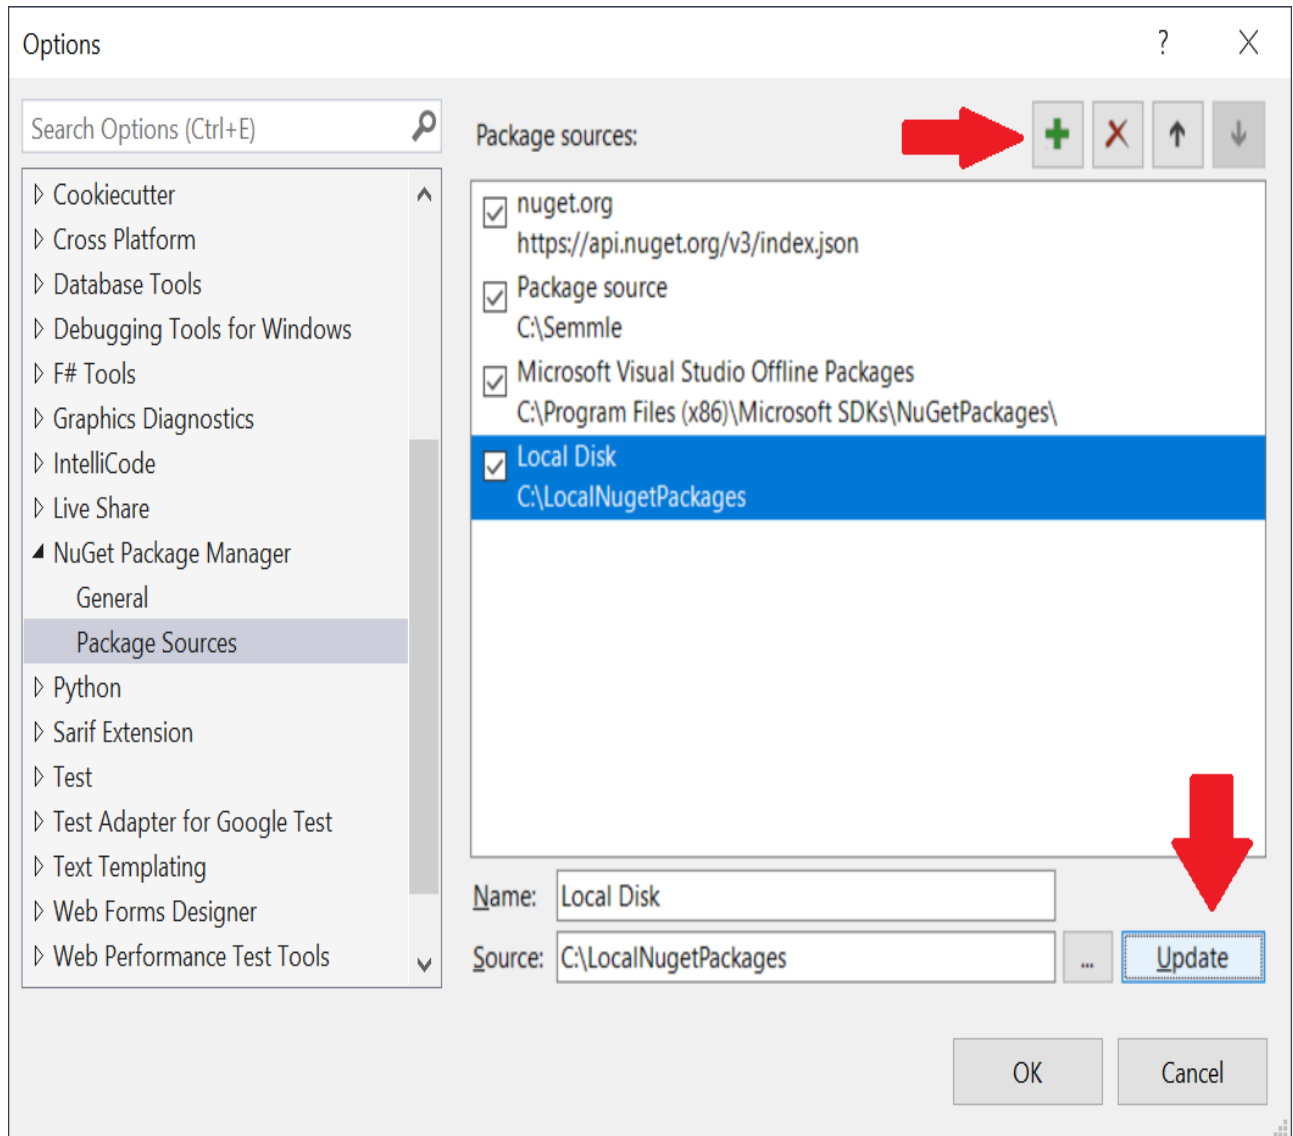 Options
?
Search Options (Ctrl+E)
Cookiecutter
Cross Platform
Database Tools
Debugging Tools for Windows
F# Tools
Graphics Diagnostics
IntelliCode
Live Share
NuGet Package Manager
General
Package Sources
Python
Sarif Extension
Test
Test Adapter for Google Test
Text Templating
Web Forms Designer
Web Performance Test Tools
Package sources:
nuget.org
https://api.nuget.org/v3/index.json
Package source
C:\Semmle
Microsoft Visual Studio Offline Packages
C:\Program Files (x86)\Microsoft SDKs\NuGetPackages\
Local Disk
C:\LocalNugetPackages
Name: Local Disk
Source: C:\LocalNugetPackages ... Update
OK Cancel